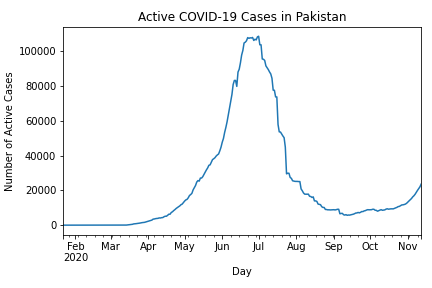 Active COVID-19 Cases in Pakistan
Number of Active Cases
100000
80000
60000
40000
20000
0
Feb Mar Apr May Jun Jul Aug Sep Oct Nov
2020
Day